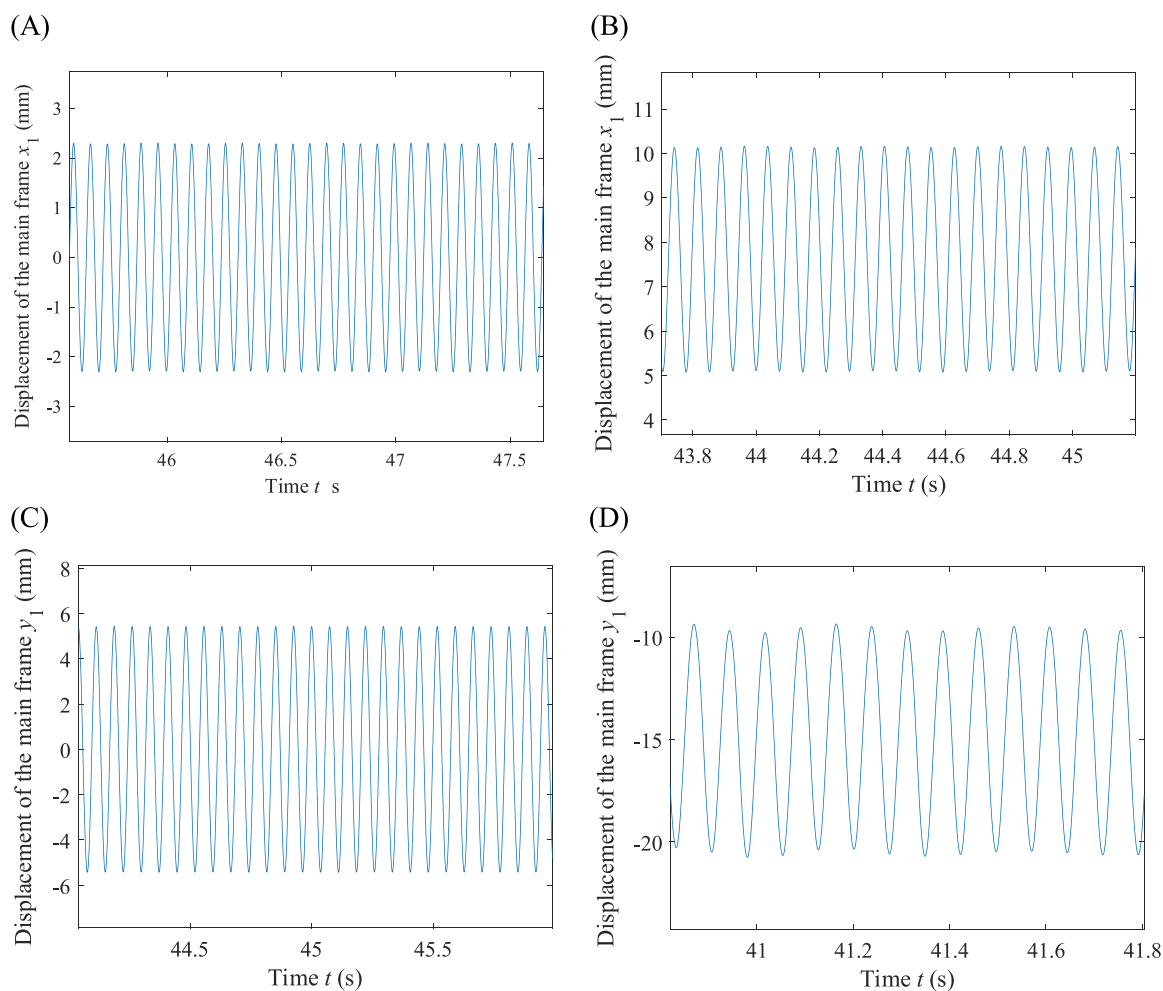 (A)
Displacement of the main frame x_1 (mm)
3
2
1
0
-1
-2
-3
46 46.5 47 47.5
Time t s
(B)
Displacement of the main frame x_1 (mm)
11
10
9
8
7
6
5
4
43.8 44 44.2 44.4 44.6 44.8 45
Time t (s)
(C)
Displacement of the main frame y_1 (mm)
8
6
4
2
0
-2
-4
-6
44.5 45 45.5
Time t (s)
(D)
Displacement of the main frame y_1 (mm)
-10
-15
-20
41 41.2 41.4 41.6 41.8
Time t (s)